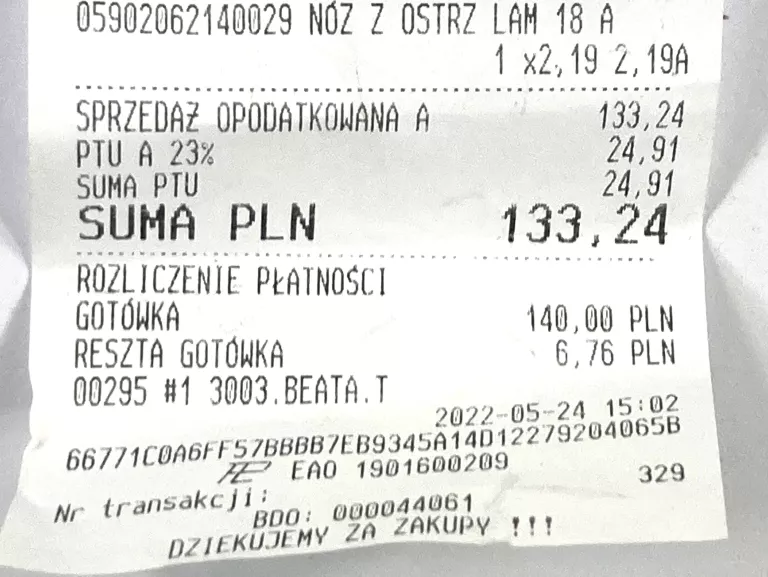 05902062140029 NÓŻ Z OSTRZ ŁAM 18 A
1 x2,19 2,19A
SPRZEDAŻ OPODATKOWANA A 133,24
PTU A 23% 24,91
SUMA PTU 24,91
SUMA PLN 133,24
ROZLICZENIE PŁATNOŚCI
GOTÓWKA 140,00 PLN
RESZTA GOTÓWKA 6,76 PLN
00295 #1 3003.BEATA.T
2022-05-24 15:02
66771C0A6FF57BBBB7EB9345A14D12279204065B
EAO 1901600209
Nr transakcji: 329
BDO: 000044061
DZIEKUJEMY ZA ZAKUPY !!!